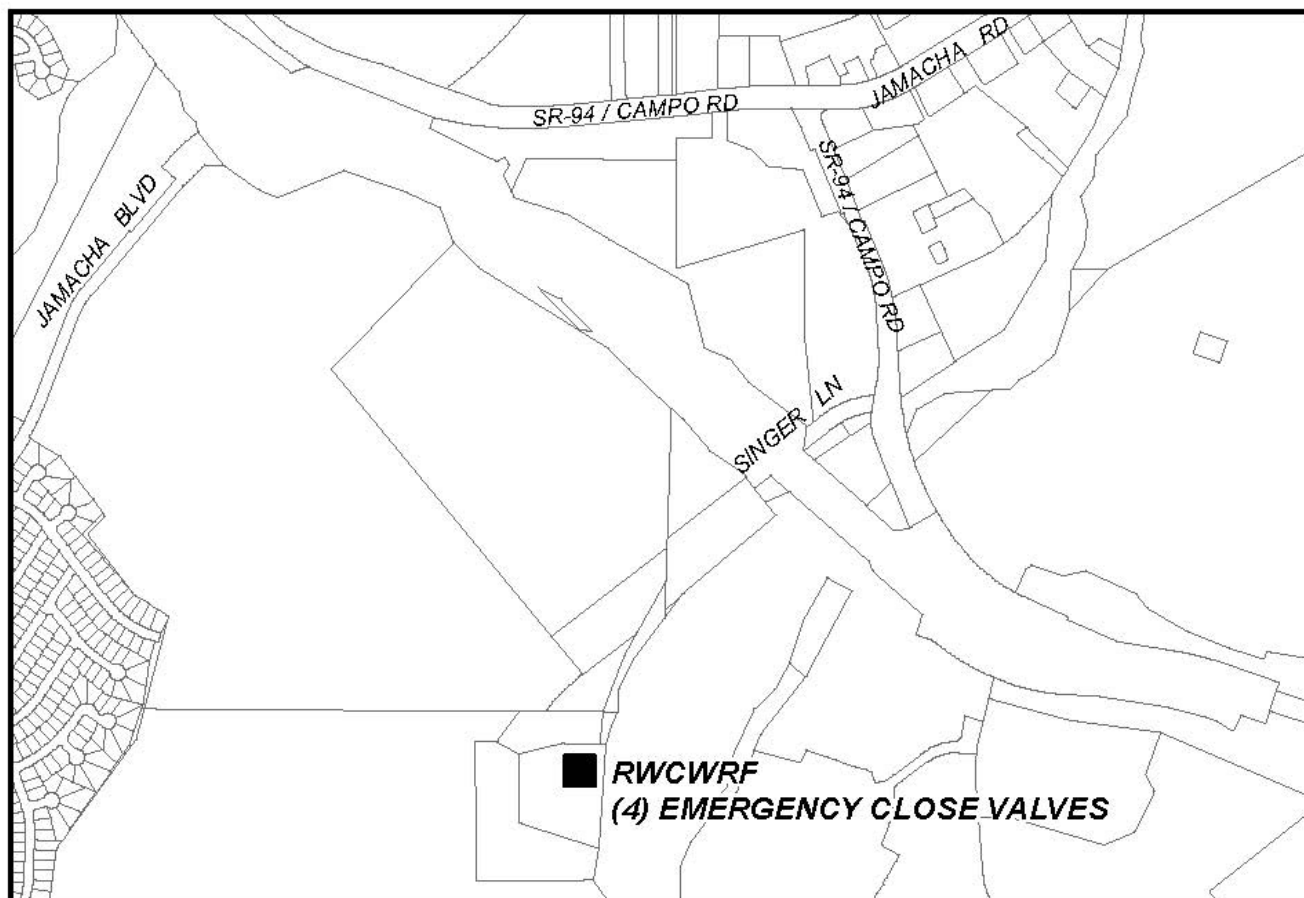 JAMACHA RD
SR-94 / CAMPO RD
SR-94 / CAMPO RD
JAMACHA BLVD
SINGER LN
RWCWRF
(4) EMERGENCY CLOSE VALVES